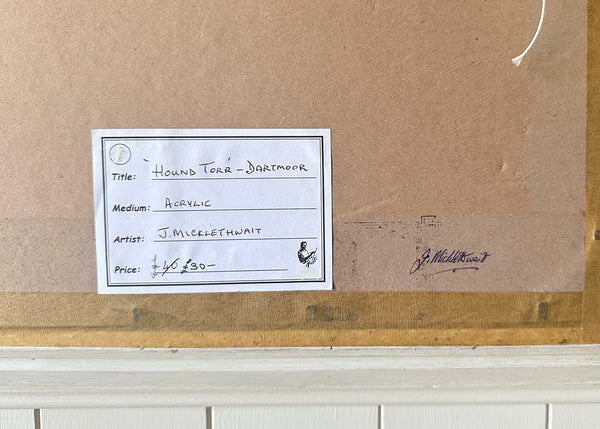 Title: "HOUND TORR" – DARTMOOR
Medium: ACRYLIC
Artist: J. MICKLETHWAIT
Price: £40 £30–
J. Micklethwait